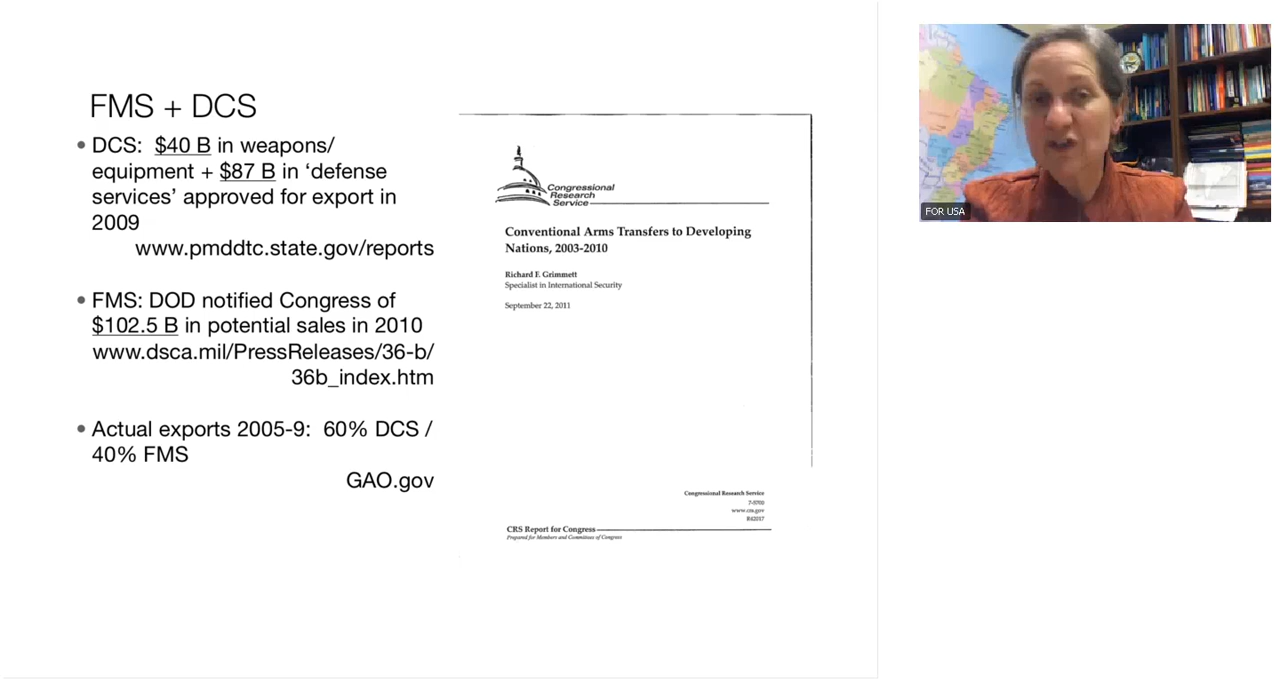 FMS + DCS
• DCS: $40 B in weapons/
equipment + $87 B in ‘defense
services’ approved for export in
2009
www.pmddtc.state.gov/reports
• FMS: DOD notified Congress of
$102.5 B in potential sales in 2010
www.dsca.mil/PressReleases/36-b/
36b_index.htm
• Actual exports 2005-9: 60% DCS /
40% FMS
GAO.gov
Congressional
Research
Service
Conventional Arms Transfers to Developing
Nations, 2003-2010
Richard F. Grimmett
Specialist in International Security
September 22, 2011
Congressional Research Service
7-5700
www.crs.gov
R42017
CRS Report for Congress
Prepared for Members and Committees of Congress
FOR USA